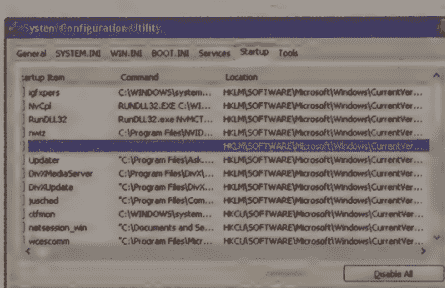 System Configuration Utility
General SYSTEM.INI WIN.INI BOOT.INI Services Startup Tools
tartup Item Command Location
igfxpers C:\WINDOWS\system... HKLM\SOFTWARE\Microsoft\Windows\CurrentVer...
NvCpl RUNDLL32.EXE C:\WI... HKLM\SOFTWARE\Microsoft\Windows\CurrentVer...
RunDLL32 RunDLL32.exe NvMCT... HKLM\SOFTWARE\Microsoft\Windows\CurrentVer...
nwiz C:\Program Files\NVID... HKLM\SOFTWARE\Microsoft\Windows\CurrentVer...
HKLM\SOFTWARE\Microsoft\Windows\CurrentVer...
Updater "C:\Program Files\Ask... HKLM\SOFTWARE\Microsoft\Windows\CurrentVer...
DivXMediaServer C:\Program Files\DivX\... HKLM\SOFTWARE\Microsoft\Windows\CurrentVer...
DivXUpdate "C:\Program Files\DivX... HKLM\SOFTWARE\Microsoft\Windows\CurrentVer...
jusched "C:\Program Files\Com... HKLM\SOFTWARE\Microsoft\Windows\CurrentVer...
ctfmon C:\WINDOWS\system... HKCU\SOFTWARE\Microsoft\Windows\CurrentVer...
netsession_win "C:\Documents and Se... HKCU\SOFTWARE\Microsoft\Windows\CurrentVer...
wcescomm "C:\Program Files\Micr... HKCU\SOFTWARE\Microsoft\Windows\CurrentVer...
Disable All